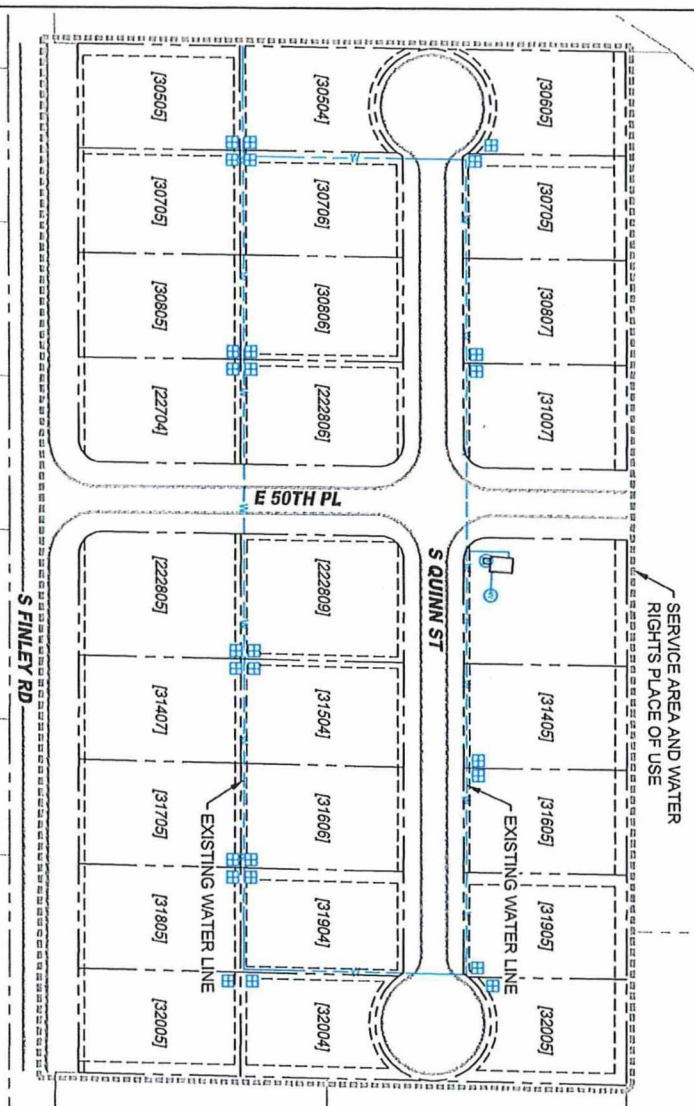 SERVICE AREA AND WATER
RIGHTS PLACE OF USE
[30605]
[30705]
[30807]
[31007]
[31405]
[31605]
[31905]
[32005]
EXISTING WATER LINE
S QUINN ST
E 50TH PL
[30504]
[30706]
[30806]
[222806]
[222809]
[31504]
[31606]
[31904]
[32004]
W
W
EXISTING WATER LINE
[30505]
[30705]
[30805]
[22704]
[222805]
[31407]
[31705]
[31805]
[32005]
S FINLEY RD